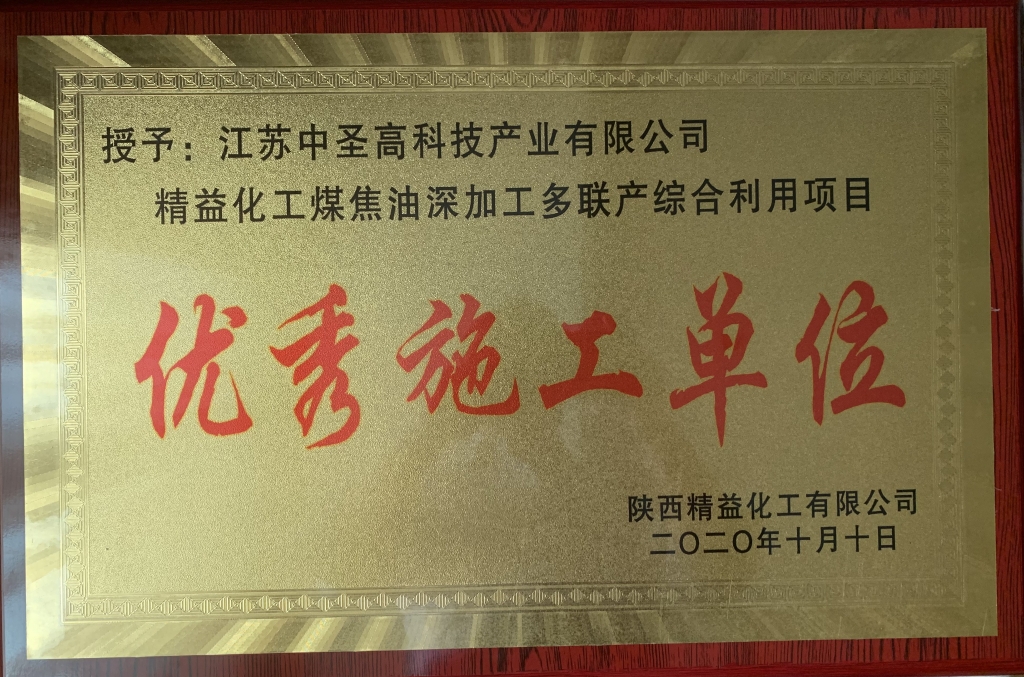 授予：江苏中圣高科技产业有限公司
精益化工煤焦油深加工多联产综合利用项目
优秀施工单位
陕西精益化工有限公司
二〇二〇年十月十日